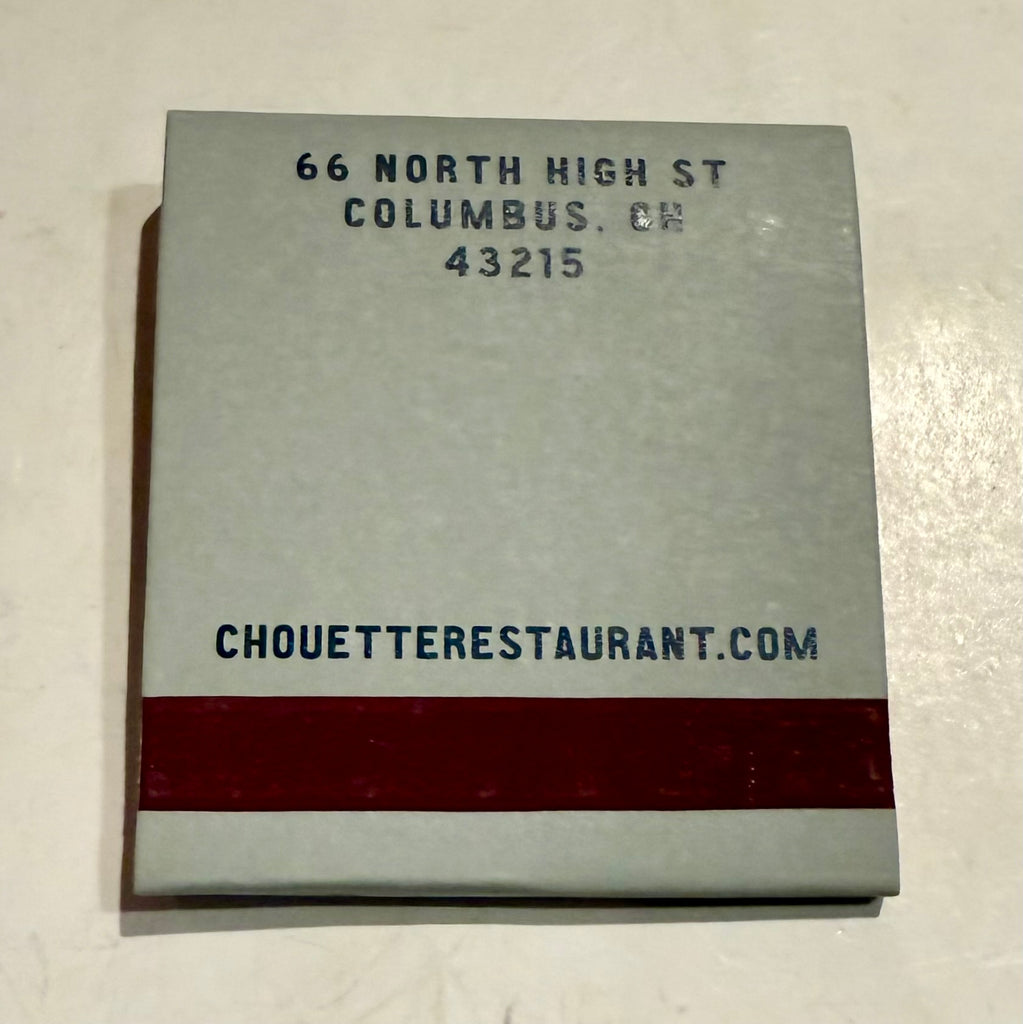 66 NORTH HIGH ST
COLUMBUS, OH
43215
CHOUETTERESTAURANT.COM